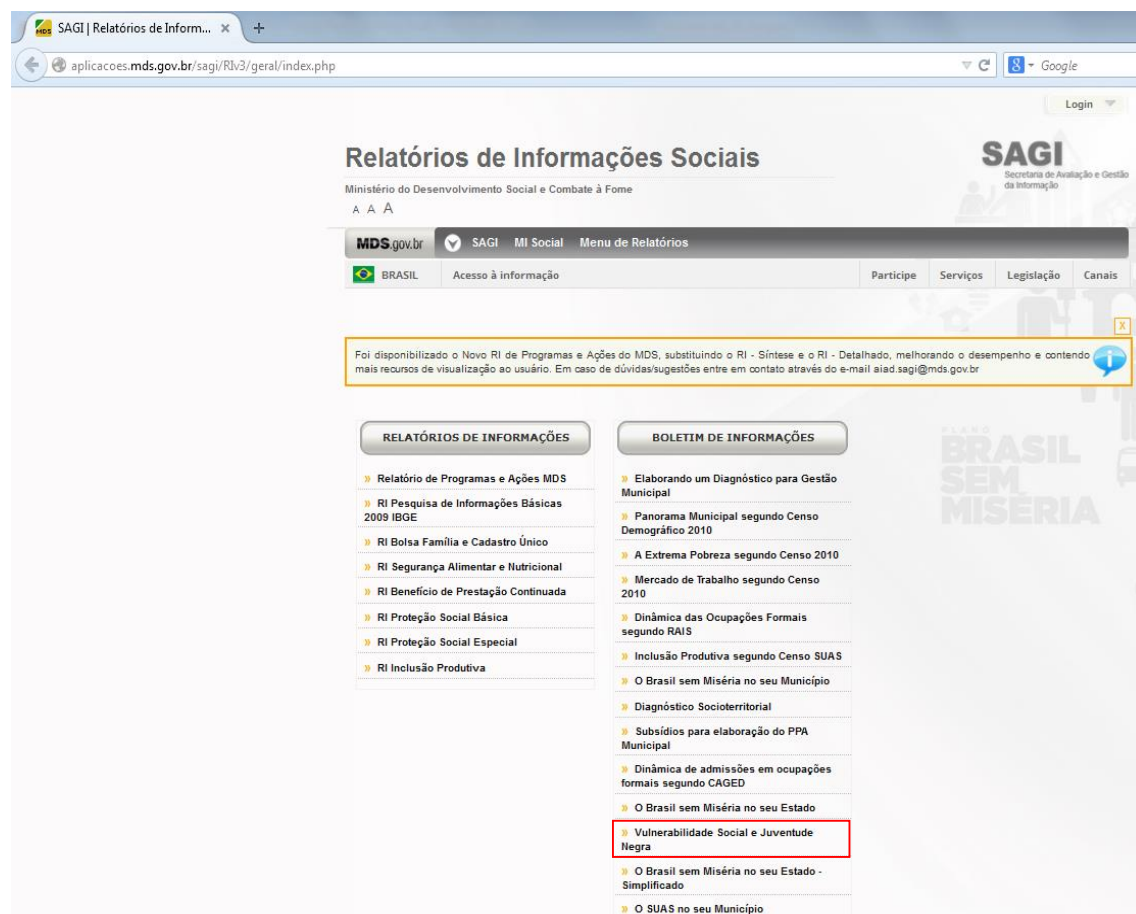 SAGI | Relatórios de Inform...
aplicacoes.mds.gov.br/sagi/RIv3/geral/index.php
Google
Login
Relatórios de Informações Sociais
Ministério do Desenvolvimento Social e Combate à Fome
A A A
SAGI
Secretaria de Avaliação e Gestão
da Informação
MDS.gov.br SAGI MI Social Menu de Relatórios
BRASIL Acesso à informação Participe Serviços Legislação Canais
X
Foi disponibilizado o Novo RI de Programas e Ações do MDS, substituindo o RI - Síntese e o RI - Detalhado, melhorando o desempenho e contendo
mais recursos de visualização ao usuário. Em caso de dúvidas/sugestões entre em contato através do e-mail aiad.sagi@mds.gov.br
RELATÓRIOS DE INFORMAÇÕES
» Relatório de Programas e Ações MDS
» RI Pesquisa de Informações Básicas
2009 IBGE
» RI Bolsa Família e Cadastro Único
» RI Segurança Alimentar e Nutricional
» RI Benefício de Prestação Continuada
» RI Proteção Social Básica
» RI Proteção Social Especial
» RI Inclusão Produtiva
BOLETIM DE INFORMAÇÕES
» Elaborando um Diagnóstico para Gestão
Municipal
» Panorama Municipal segundo Censo
Demográfico 2010
» A Extrema Pobreza segundo Censo 2010
» Mercado de Trabalho segundo Censo
2010
» Dinâmica das Ocupações Formais
segundo RAIS
» Inclusão Produtiva segundo Censo SUAS
» O Brasil sem Miséria no seu Município
» Diagnóstico Socioterritorial
» Subsídios para elaboração do PPA
Municipal
» Dinâmica de admissões em ocupações
formais segundo CAGED
» O Brasil sem Miséria no seu Estado
» Vulnerabilidade Social e Juventude
Negra
» O Brasil sem Miséria no seu Estado -
Simplificado
» O SUAS no seu Município
PLANO
BRASIL
SEM
MISÉRIA